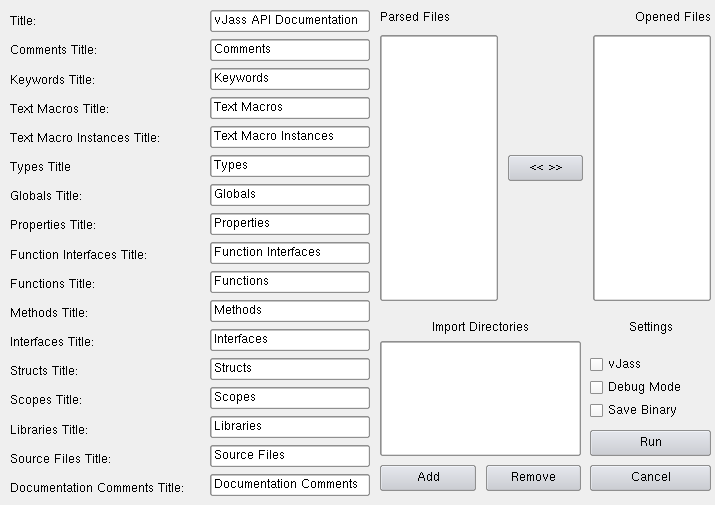 Title: vJass API Documentation
Comments Title: Comments
Keywords Title: Keywords
Text Macros Title: Text Macros
Text Macro Instances Title: Text Macro Instances
Types Title Types
Globals Title: Globals
Properties Title: Properties
Function Interfaces Title: Function Interfaces
Functions Title: Functions
Methods Title: Methods
Interfaces Title: Interfaces
Structs Title: Structs
Scopes Title: Scopes
Libraries Title: Libraries
Source Files Title: Source Files
Documentation Comments Title: Documentation Comments
Parsed Files
<< >>
Opened Files
Import Directories
Add Remove
Settings
vJass
Debug Mode
Save Binary
Run
Cancel